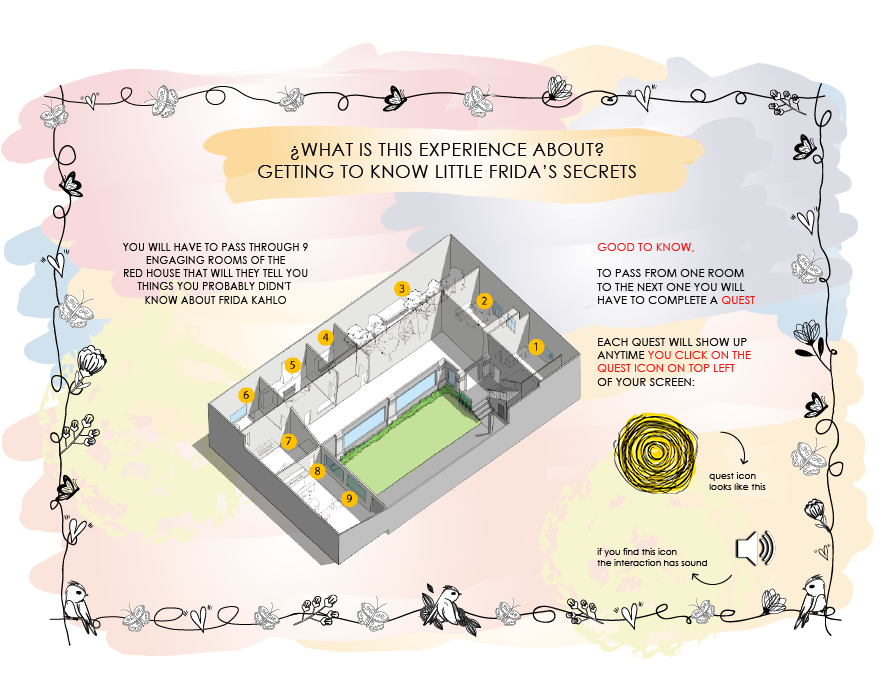 ¿WHAT IS THIS EXPERIENCE ABOUT?
GETTING TO KNOW LITTLE FRIDA'S SECRETS
YOU WILL HAVE TO PASS THROUGH 9
ENGAGING ROOMS OF THE
RED HOUSE THAT WILL THEY TELL YOU
THINGS YOU PROBABLY DIDN'T
KNOW ABOUT FRIDA KAHLO
3
2
4
1
5
6
7
8
9
GOOD TO KNOW,
TO PASS FROM ONE ROOM
TO THE NEXT ONE YOU WILL
HAVE TO COMPLETE A QUEST
EACH QUEST WILL SHOW UP
ANYTIME YOU CLICK ON THE
QUEST ICON ON TOP LEFT
OF YOUR SCREEN:
quest icon
looks like this
if you find this icon
the interaction has sound